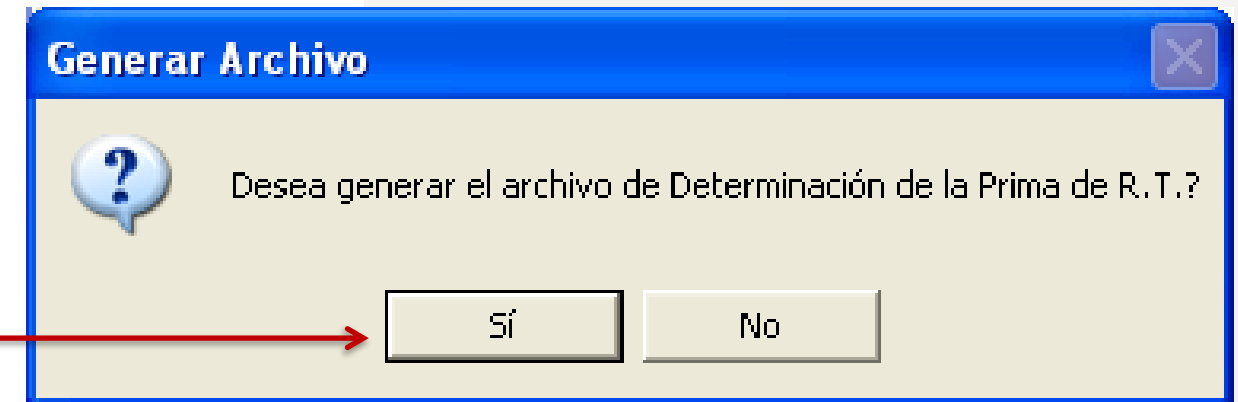 Generar Archivo
Desea generar el archivo de Determinación de la Prima de R.T.?
Sí
No